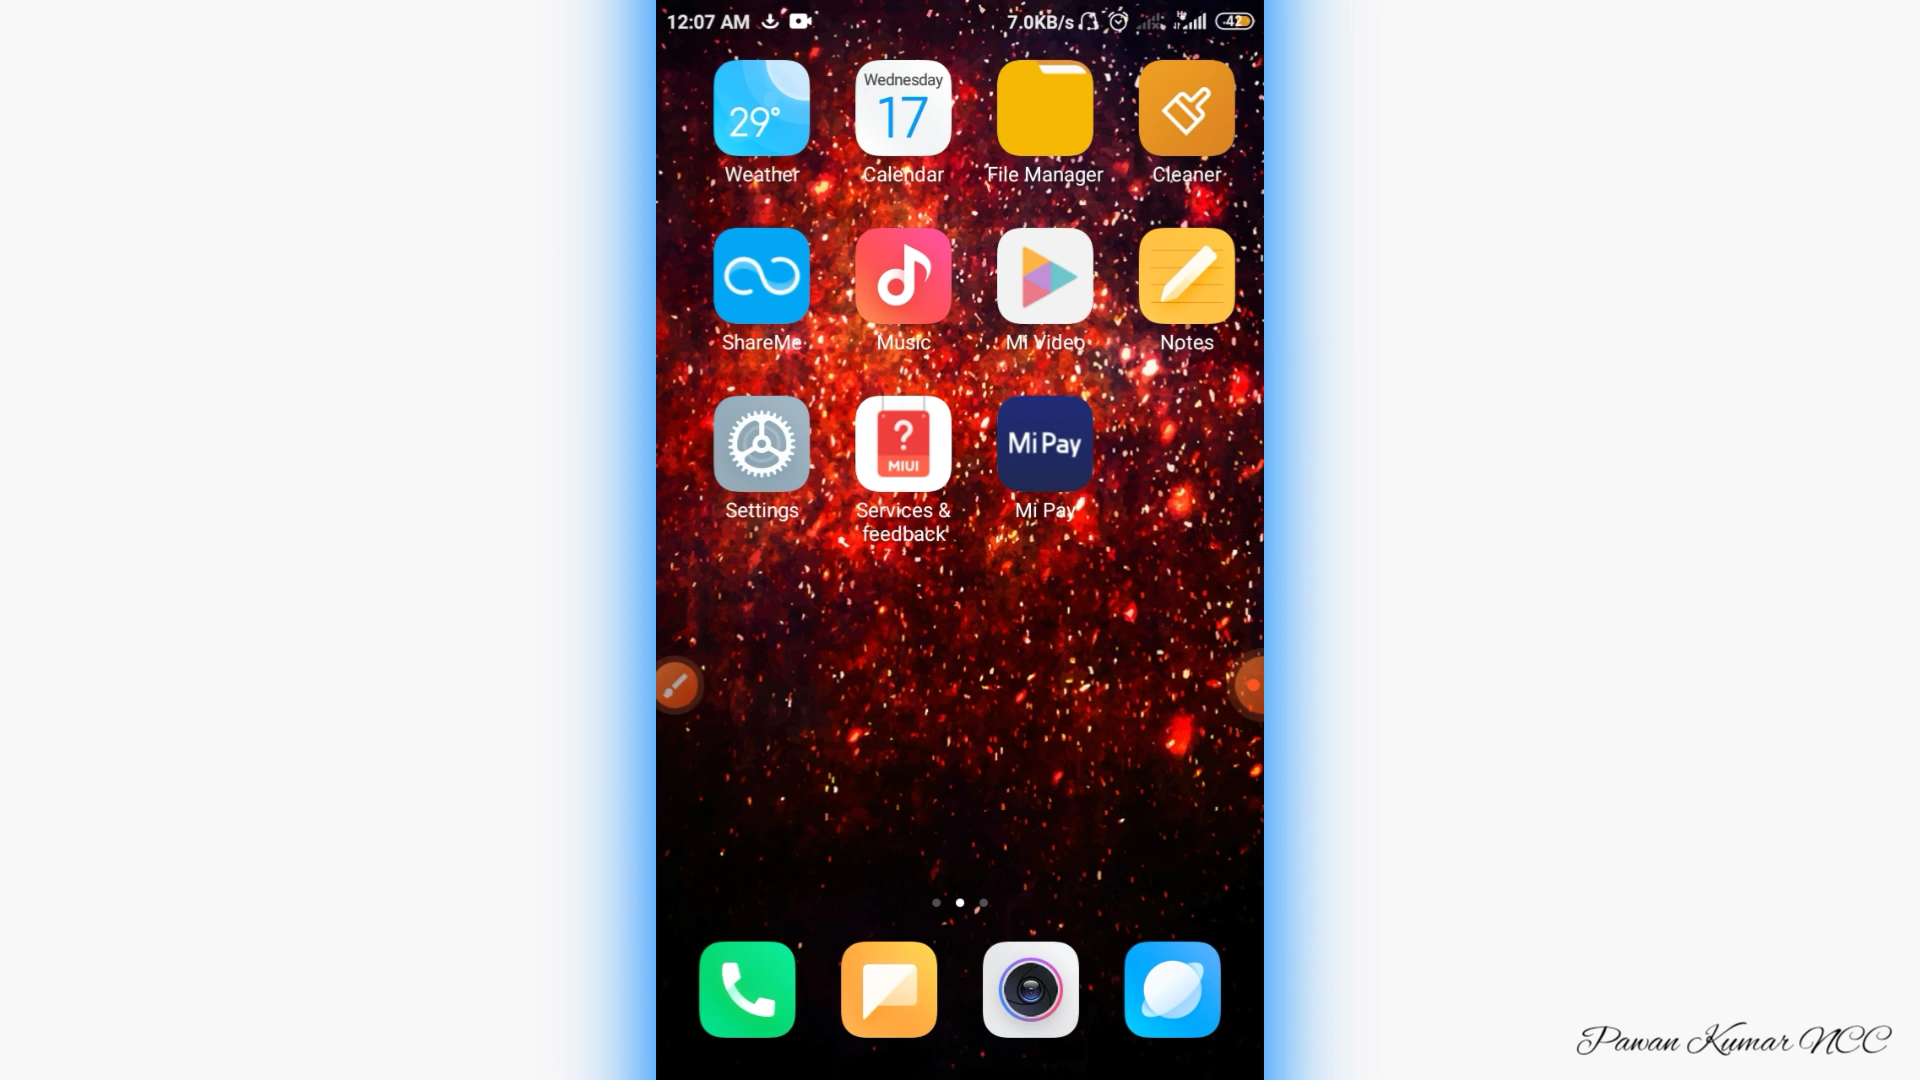 12:07 AM 7.0KB/s 42
Wednesday
17
29°
Weather Calendar File Manager Cleaner
ShareMe Music Mi Video Notes
?
MIUI
Mi Pay
Settings Services & Mi Pay
feedback
Pawan Kumar NCC